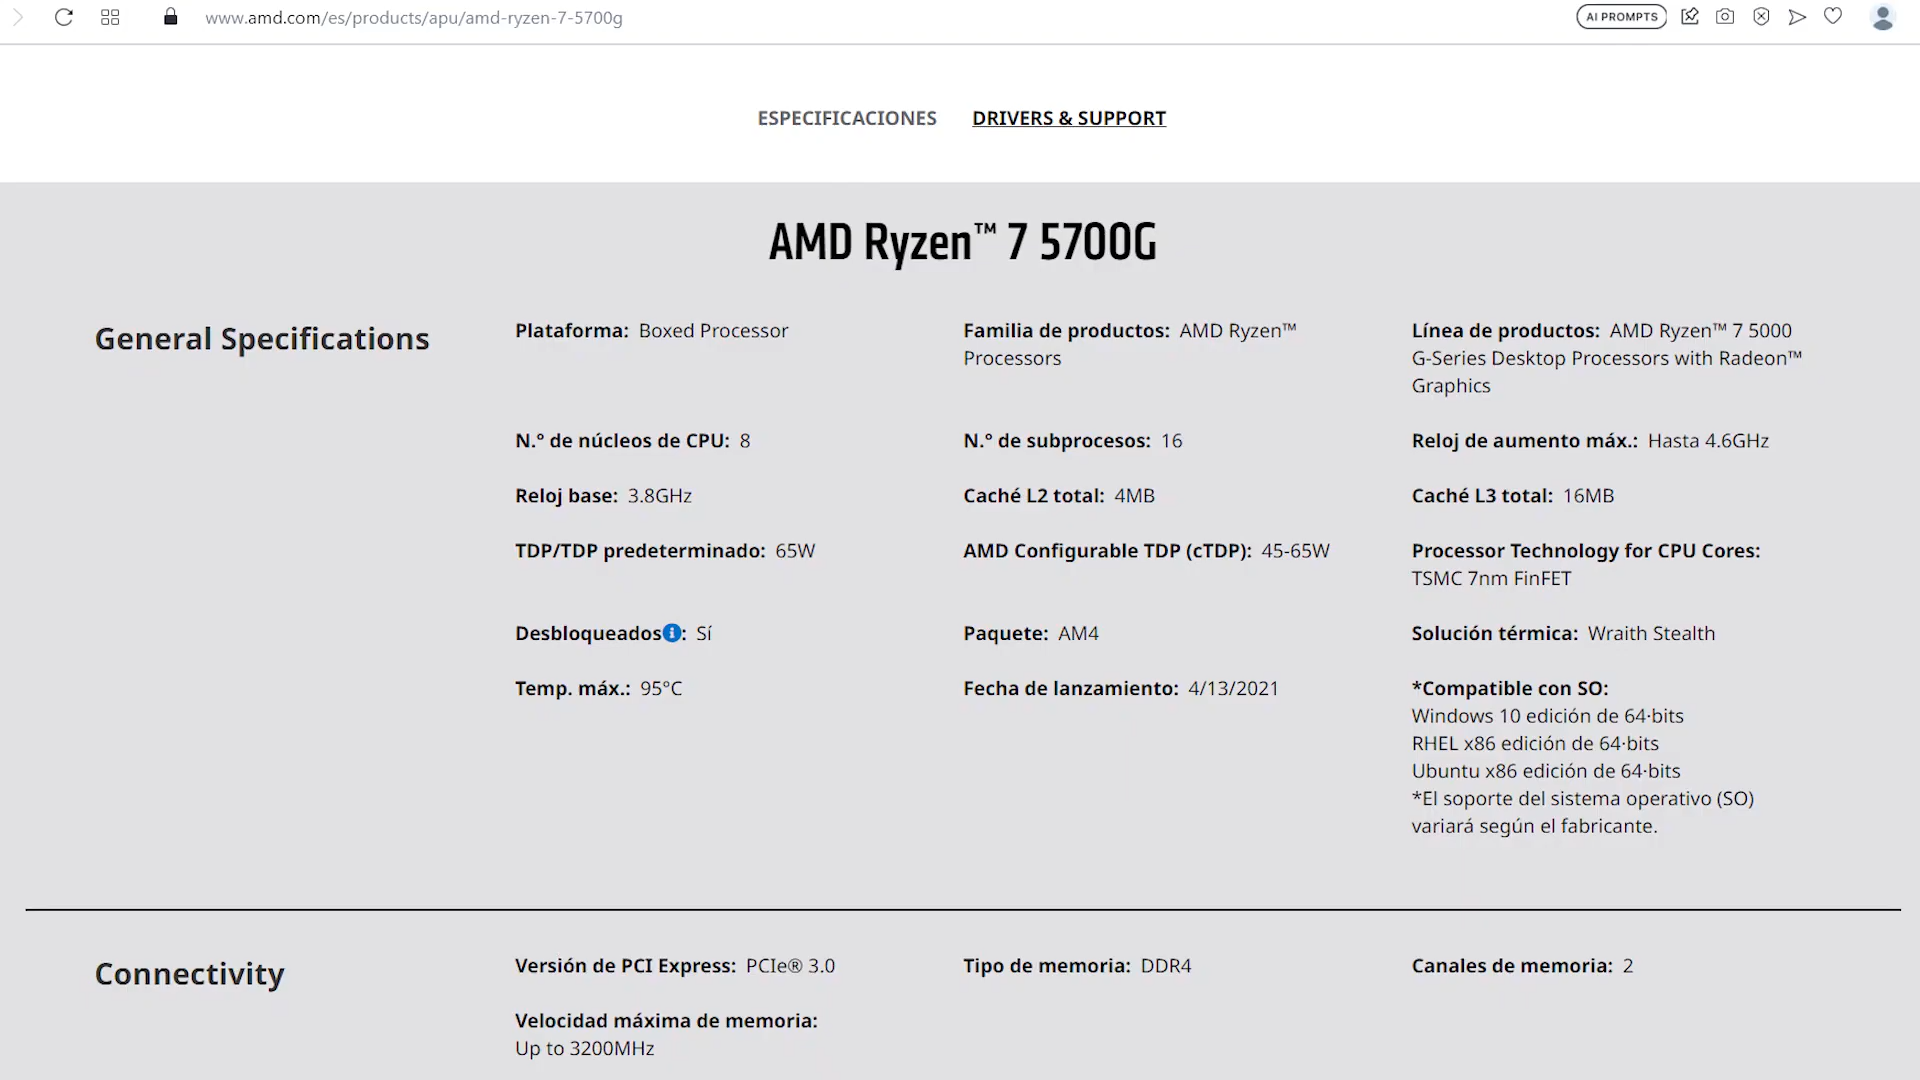 www.amd.com/es/products/apu/amd-ryzen-7-5700g
AI PROMPTS
ESPECIFICACIONES
DRIVERS & SUPPORT
AMD Ryzen™ 7 5700G
General Specifications
Plataforma: Boxed Processor
Familia de productos: AMD Ryzen™
Processors
Línea de productos: AMD Ryzen™ 7 5000
G-Series Desktop Processors with Radeon™
Graphics
N.° de núcleos de CPU: 8
N.° de subprocesos: 16
Reloj de aumento máx.: Hasta 4.6GHz
Reloj base: 3.8GHz
Caché L2 total: 4MB
Caché L3 total: 16MB
TDP/TDP predeterminado: 65W
AMD Configurable TDP (cTDP): 45-65W
Processor Technology for CPU Cores:
TSMC 7nm FinFET
Desbloqueados: Sí
Paquete: AM4
Solución térmica: Wraith Stealth
Temp. máx.: 95°C
Fecha de lanzamiento: 4/13/2021
*Compatible con SO:
Windows 10 edición de 64·bits
RHEL x86 edición de 64·bits
Ubuntu x86 edición de 64·bits
*El soporte del sistema operativo (SO)
variará según el fabricante.
Connectivity
Versión de PCI Express: PCIe® 3.0
Tipo de memoria: DDR4
Canales de memoria: 2
Velocidad máxima de memoria:
Up to 3200MHz